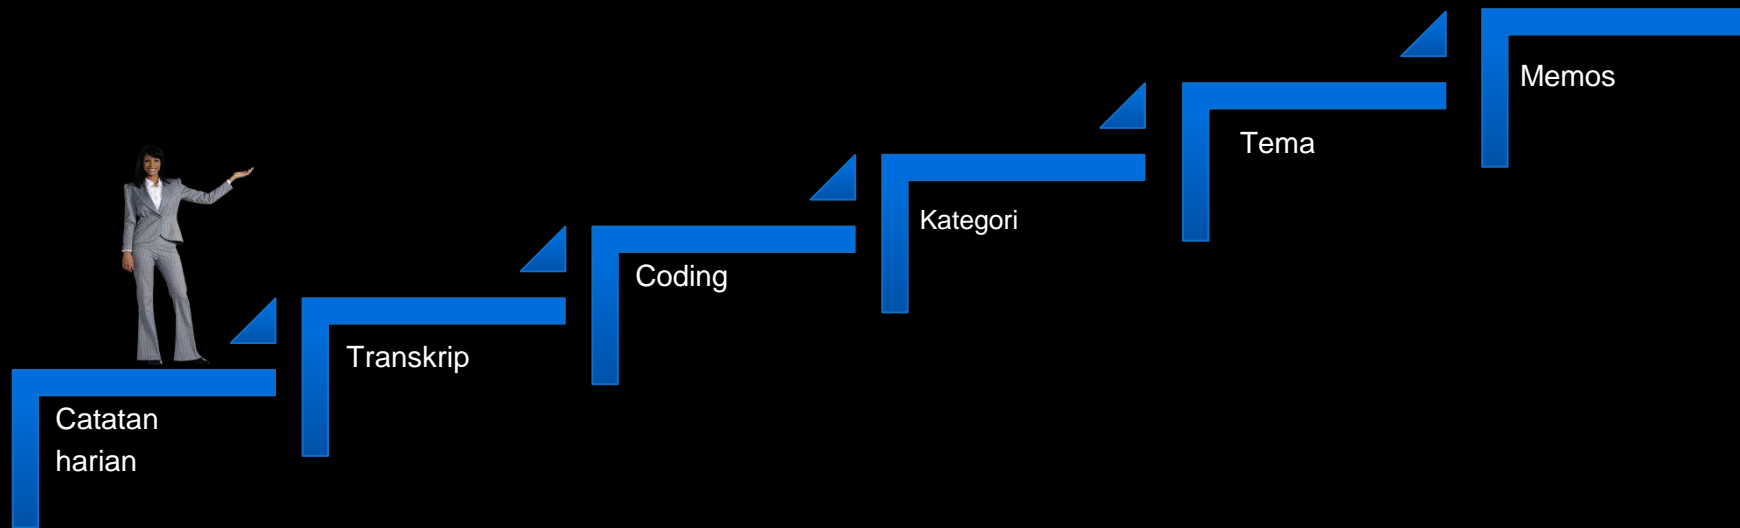 Catatan
harian
Transkrip
Coding
Kategori
Tema
Memos